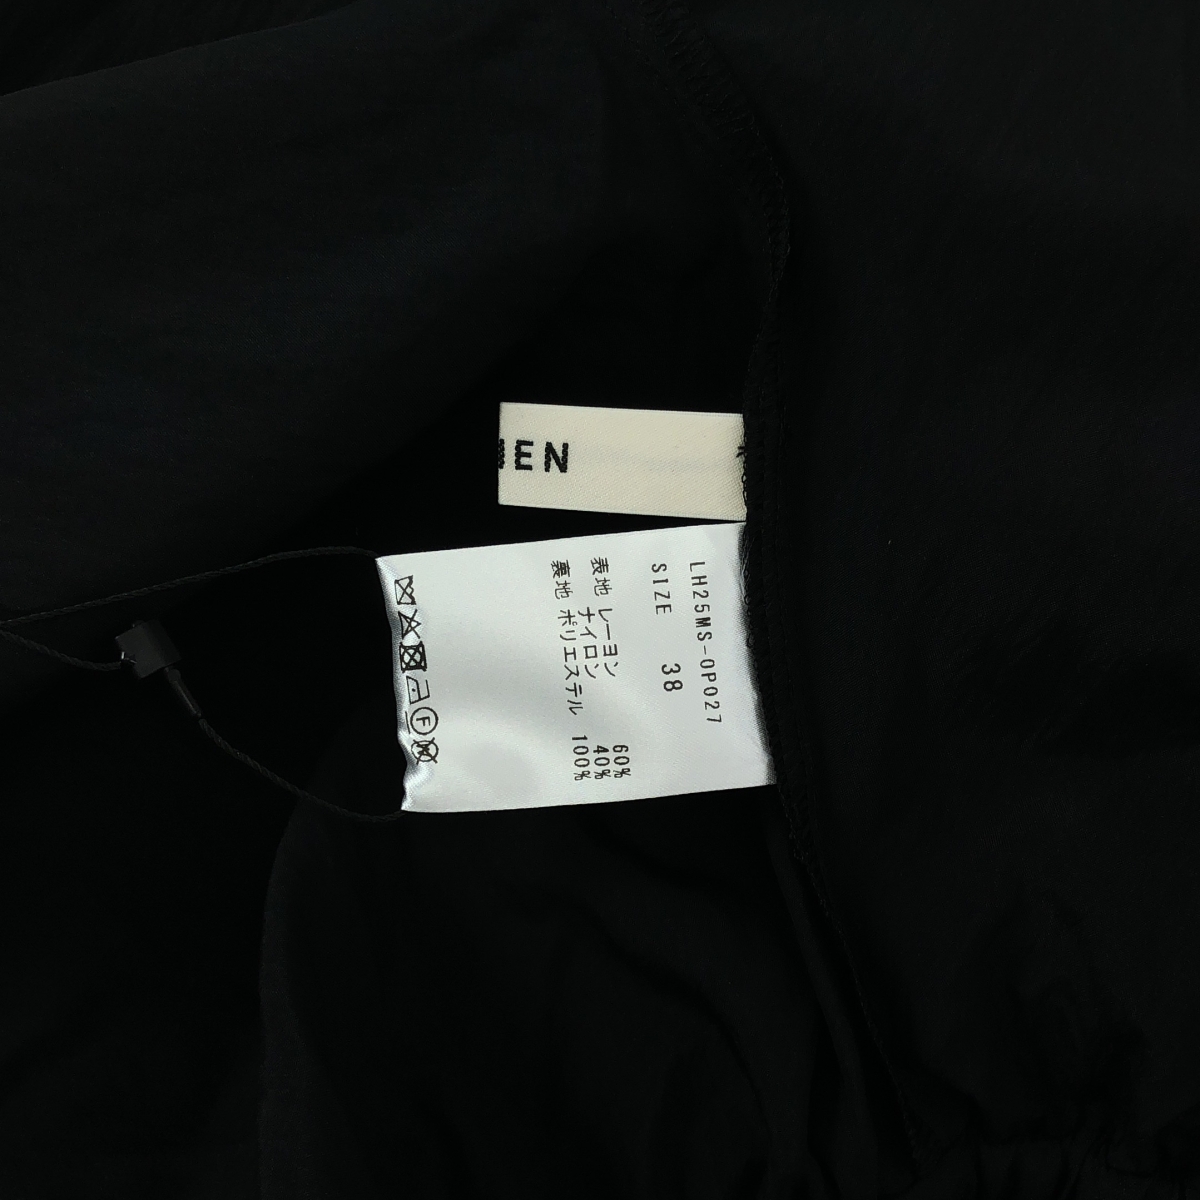 EN
LH25MS-OP027
SIZE 38
表地 レーヨン 60%
ナイロン 40%
裏地 ポリエステル 100%
F